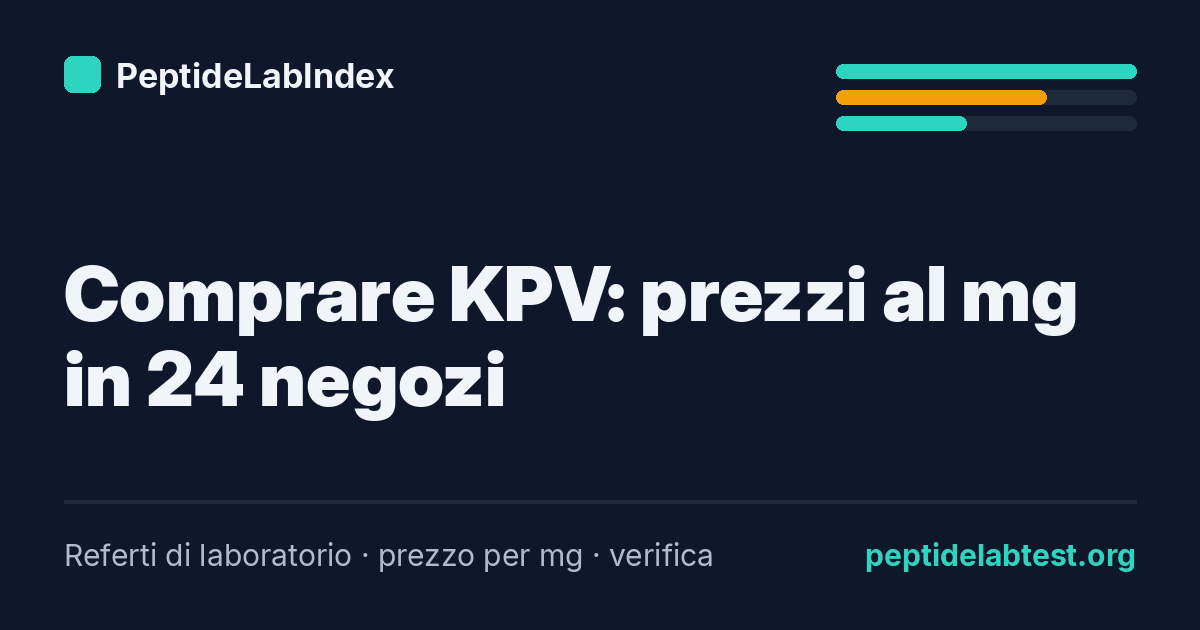 PeptideLabIndex
Comprare KPV: prezzi al mg
in 24 negozi
Referti di laboratorio · prezzo per mg · verifica
peptidelabtest.org